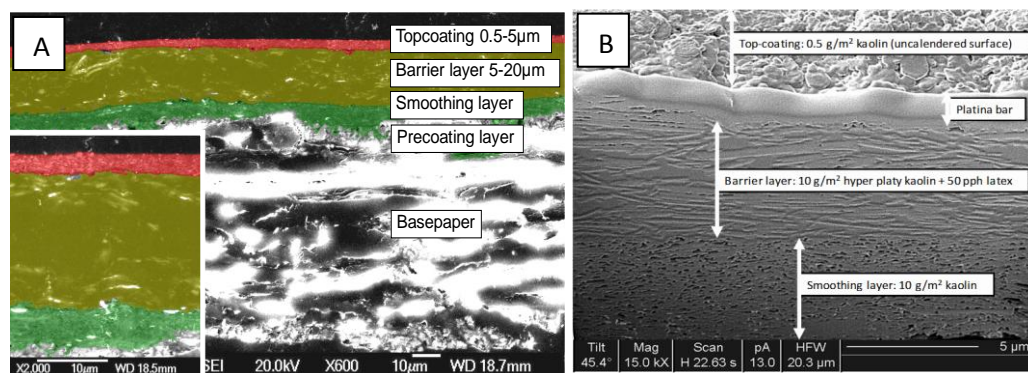 A
Topcoating 0.5-5µm
Barrier layer 5-20µm
Smoothing layer
Precoating layer
Basepaper
X2,000 10µm WD 18.5mm
SEI 20.0kV X600 10µm WD 18.7mm
B
Top-coating: 0.5 g/m² kaolin (uncalendered surface)
Platina bar
Barrier layer: 10 g/m² hyper platy kaolin + 50 pph latex
Smoothing layer: 10 g/m² kaolin
Tilt Mag Scan pA HFW
45.4° 15.0 kX H 22.63 s 13.0 20.3 µm 5 µm